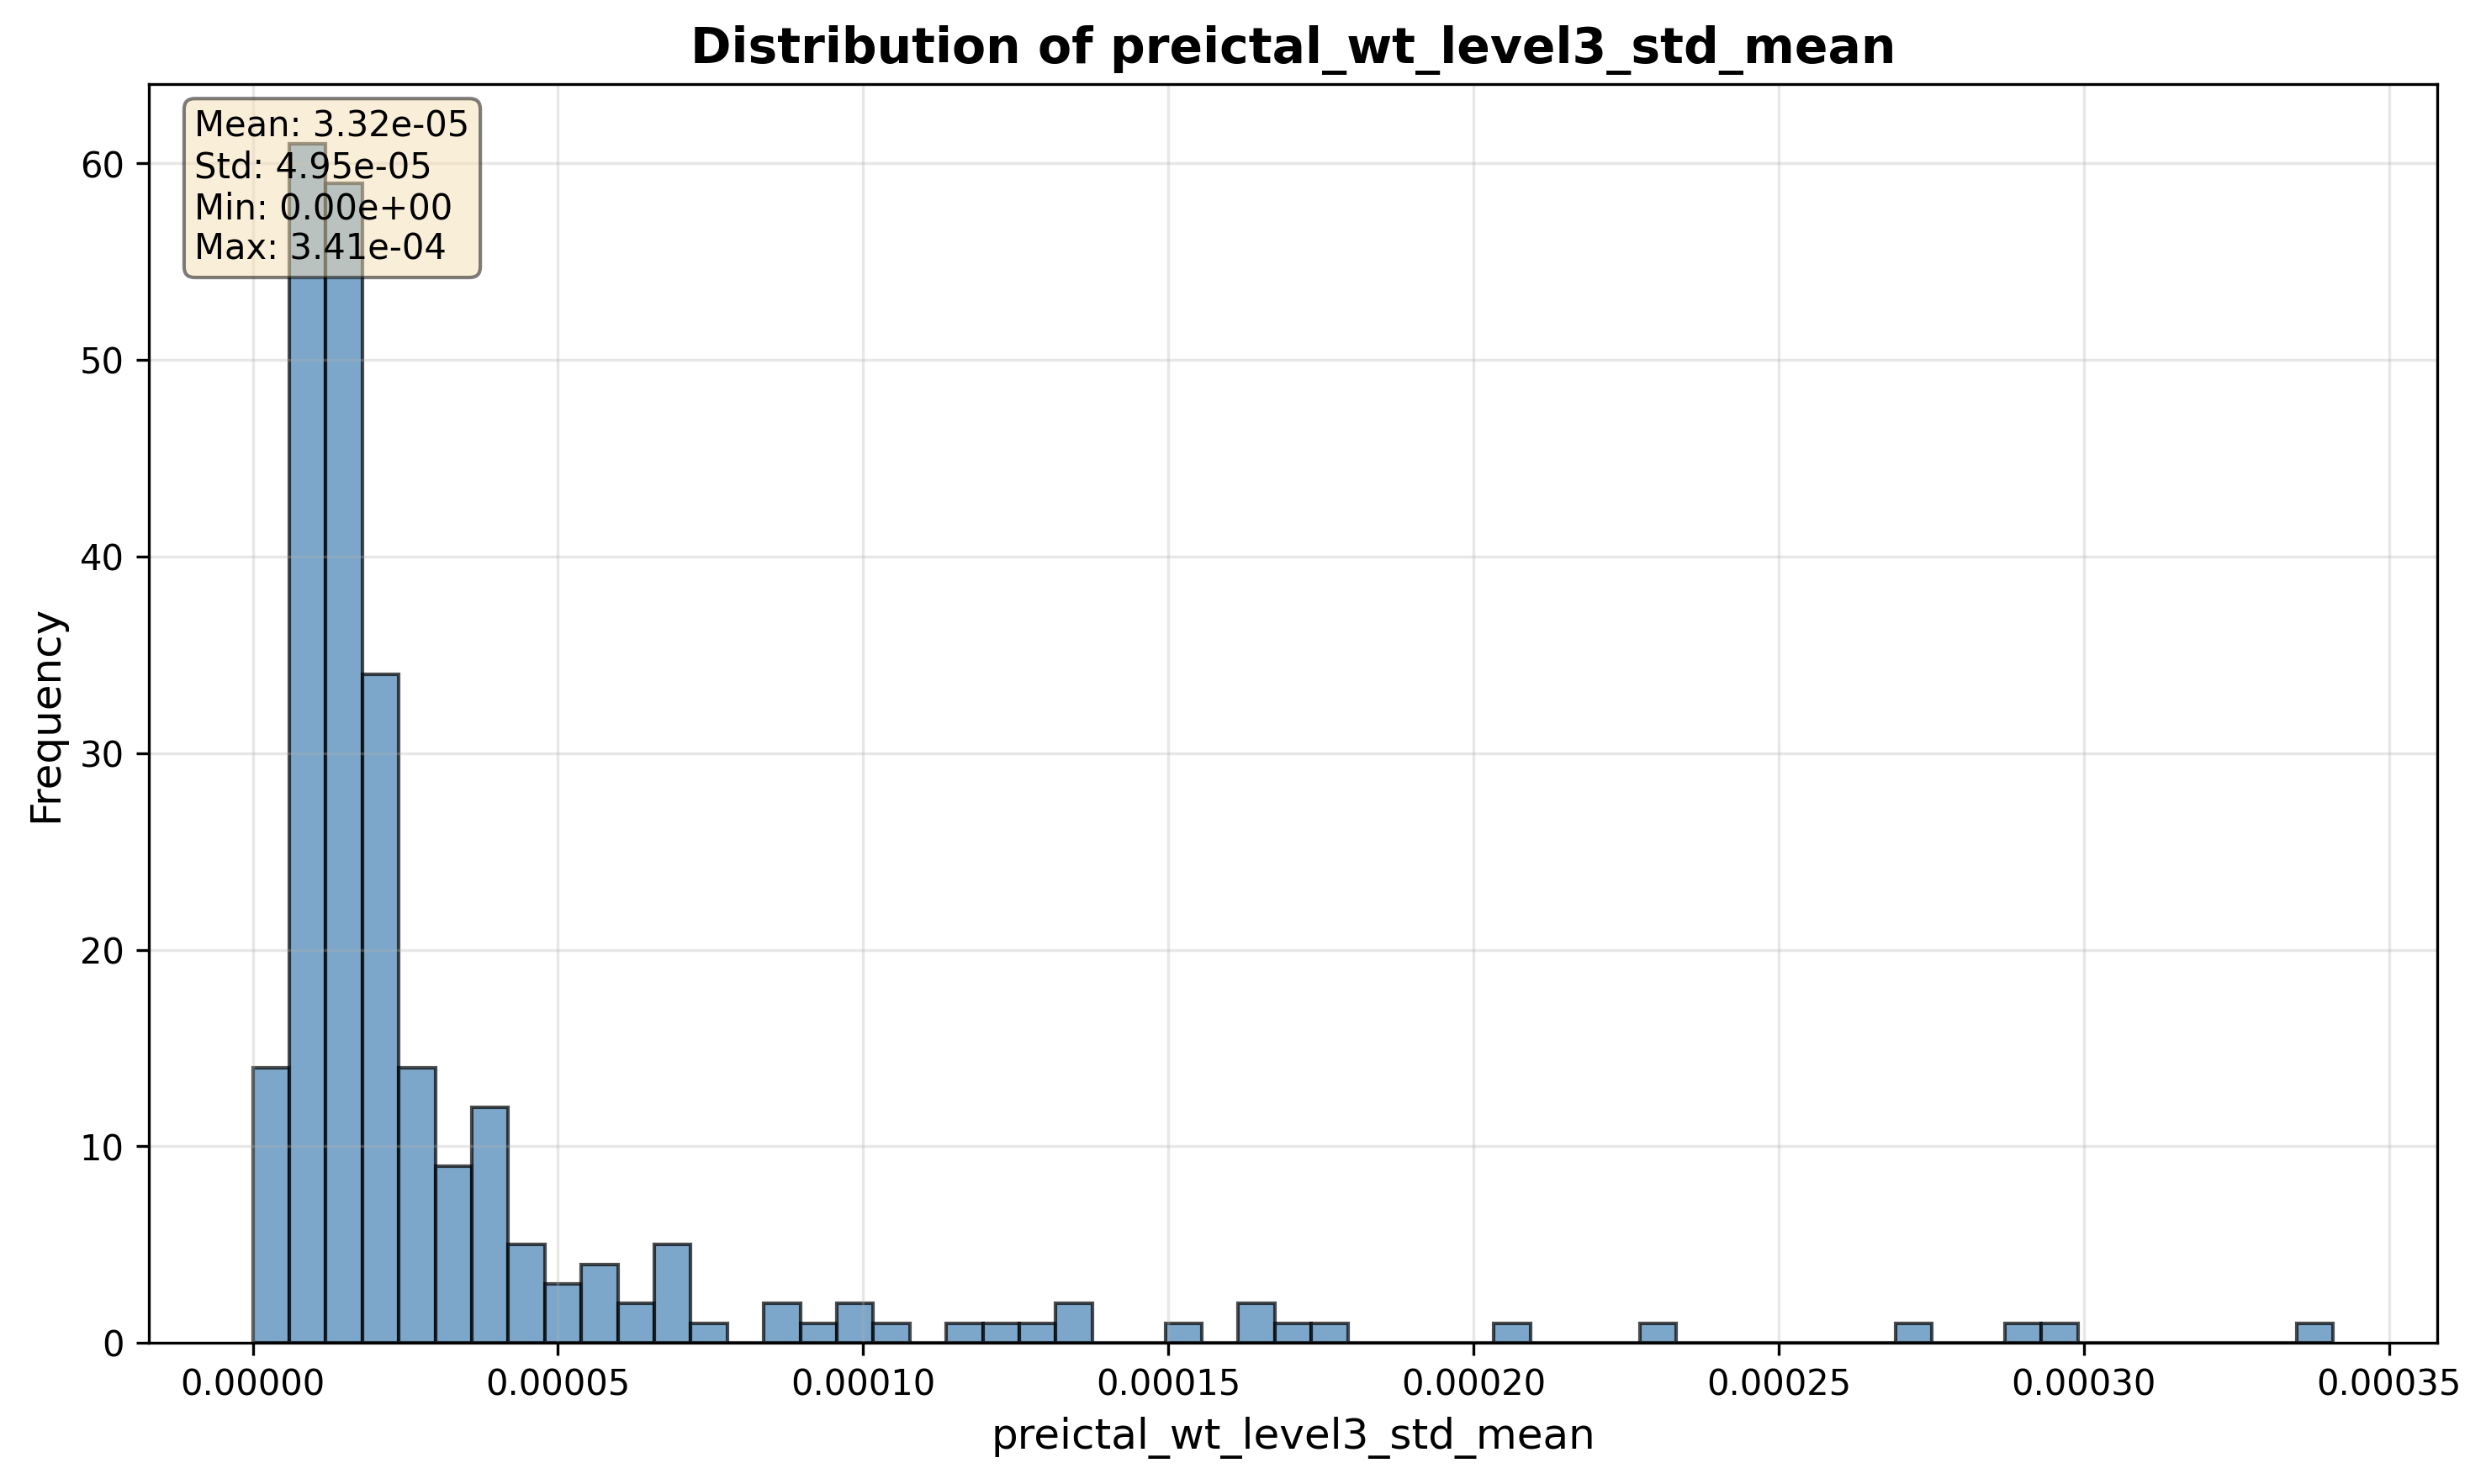 Distribution of preictal_wt_level3_std_mean
Mean: 3.32e-05
Std: 4.95e-05
Min: 0.00e+00
Max: 3.41e-04
60
50
40
30
20
10
0
Frequency
0.00000 0.00005 0.00010 0.00015 0.00020 0.00025 0.00030 0.00035
preictal_wt_level3_std_mean